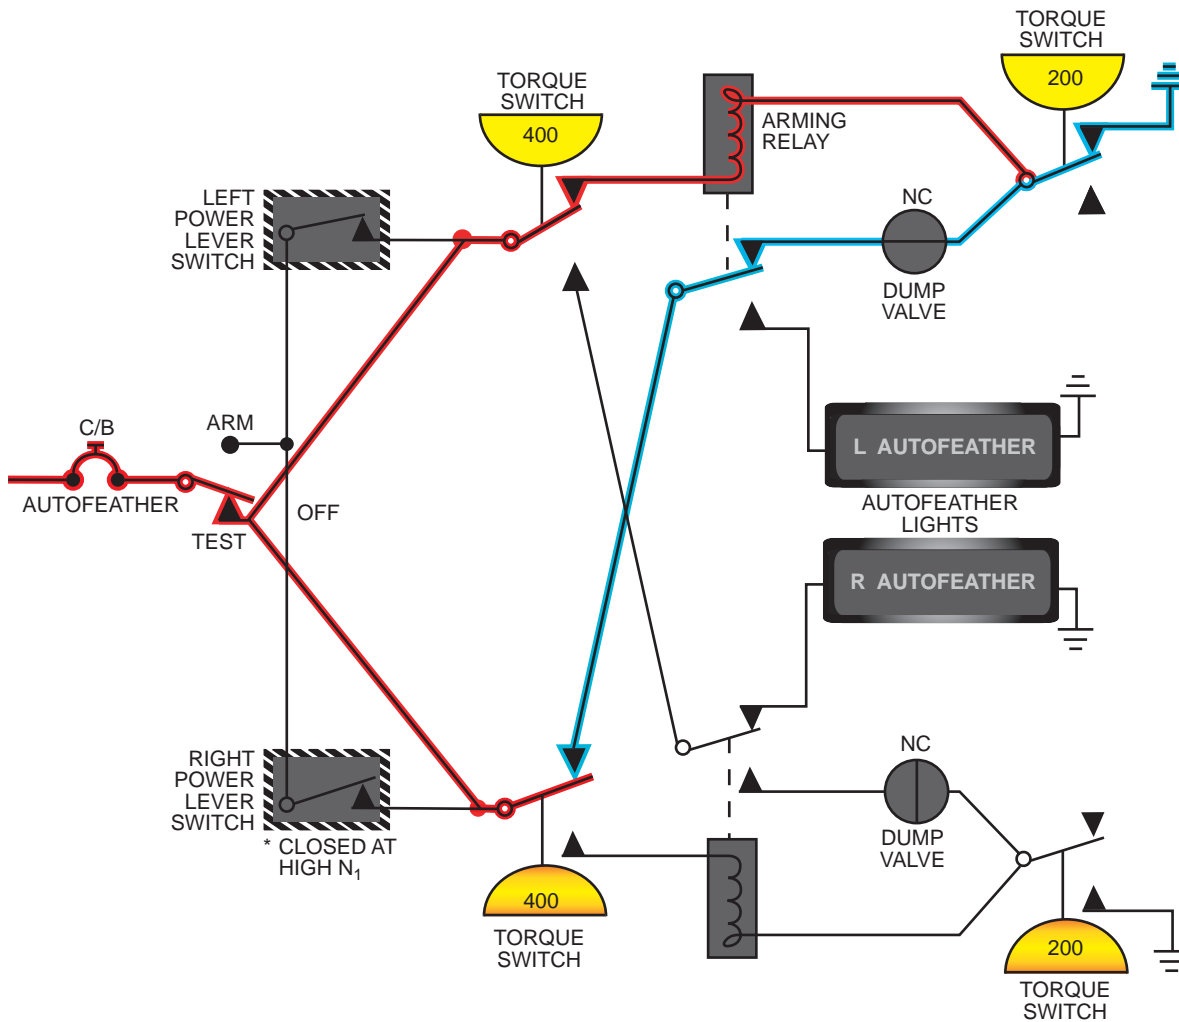 TORQUE
SWITCH
200
TORQUE
SWITCH
400
ARMING
RELAY
LEFT
POWER
LEVER
SWITCH
NC
DUMP
VALVE
C/B
AUTOFEATHER
ARM
OFF
TEST
L AUTOFEATHER
AUTOFEATHER
LIGHTS
R AUTOFEATHER
RIGHT
POWER
LEVER
SWITCH
* CLOSED AT
HIGH N₁
NC
DUMP
VALVE
400
TORQUE
SWITCH
200
TORQUE
SWITCH